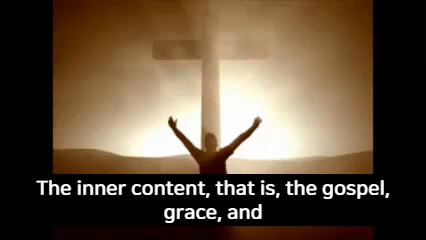 The inner content, that is, the gospel,
grace, and